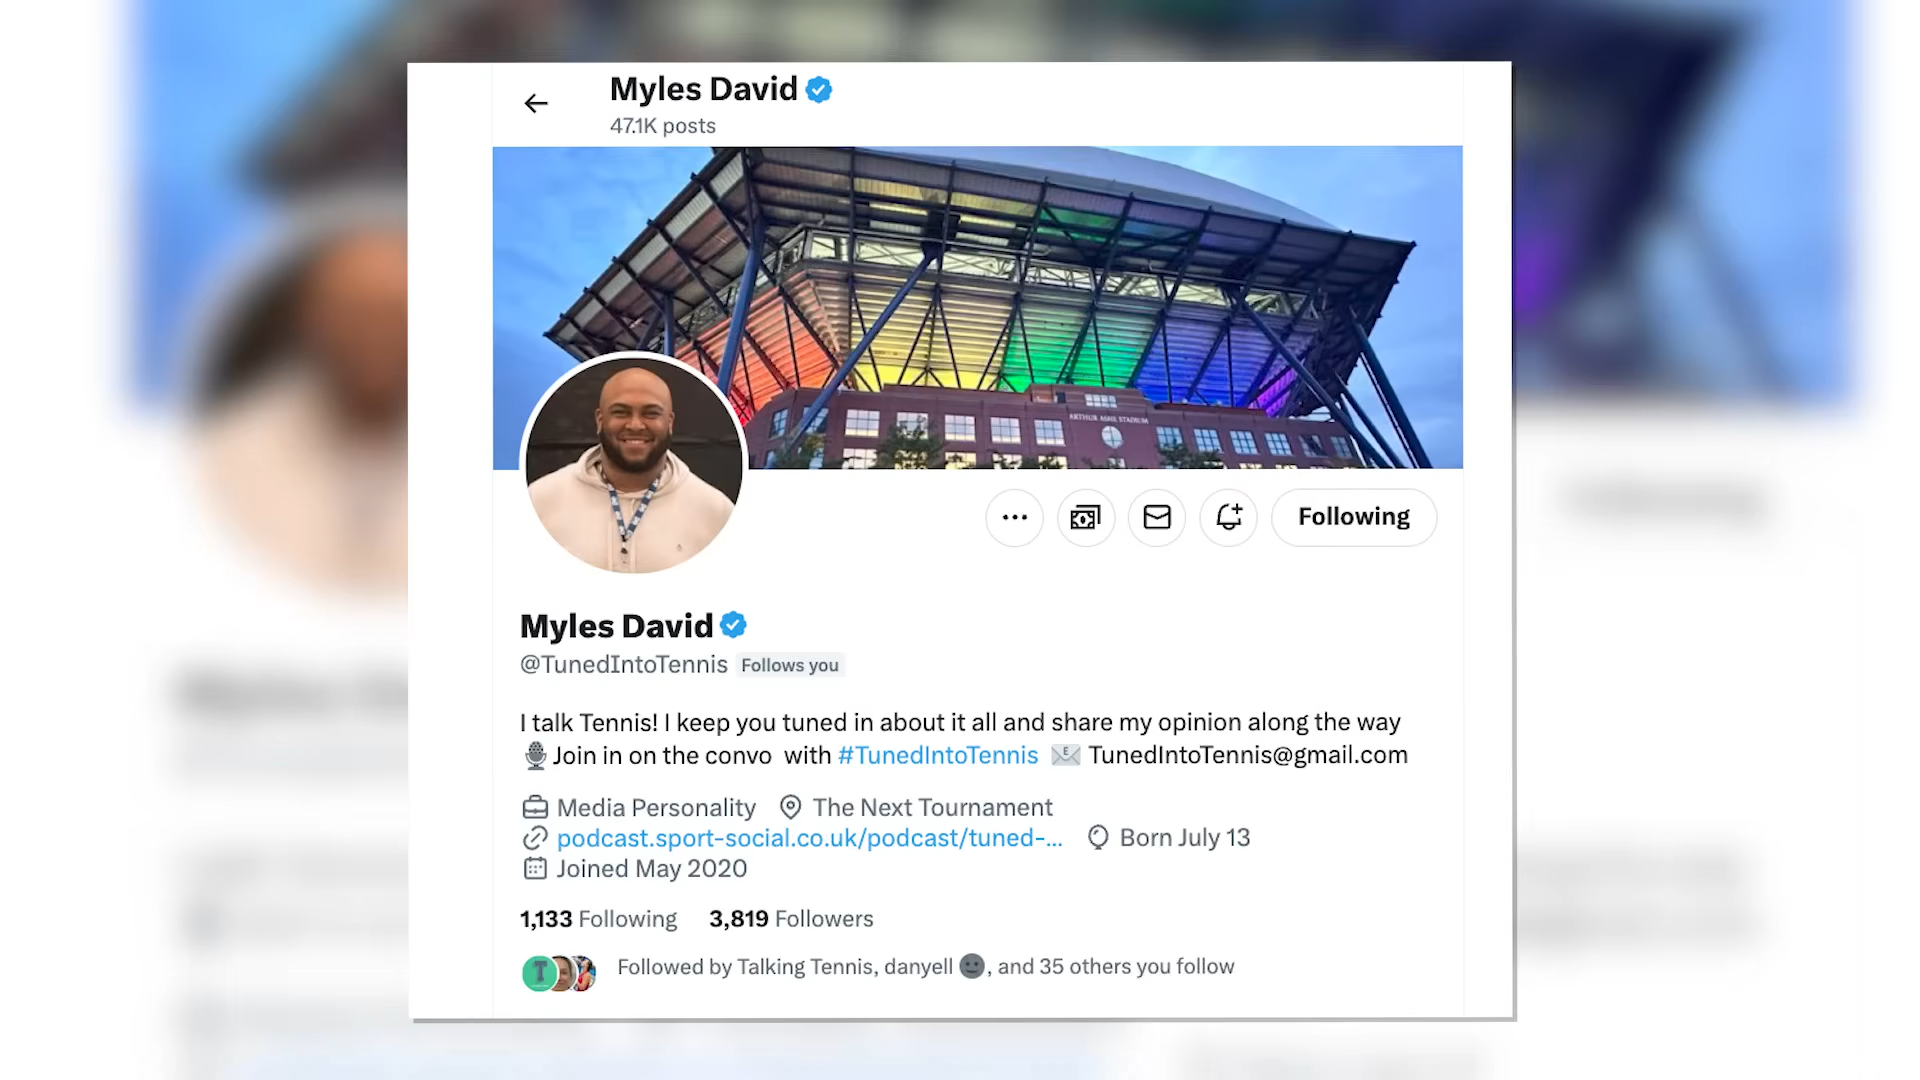 Myles David
47.1K posts
ARTHUR ASHE STADIUM
Following
Myles David
@TunedIntoTennis Follows you
I talk Tennis! I keep you tuned in about it all and share my opinion along the way
🎙️Join in on the convo with #TunedIntoTennis 📧 TunedIntoTennis@gmail.com
Media Personality The Next Tournament
podcast.sport-social.co.uk/podcast/tuned-... Born July 13
Joined May 2020
1,133 Following 3,819 Followers
T
Followed by Talking Tennis, danyell 🌚, and 35 others you follow